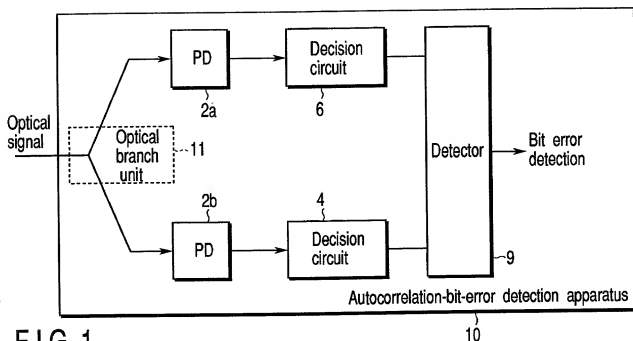 PD
2a
Decision
circuit
6
Optical
signal
Optical
branch
unit
11
Detector
Bit error
detection
2b
PD
4
Decision
circuit
9
Autocorrelation-bit-error detection apparatus
10
FIG. 1